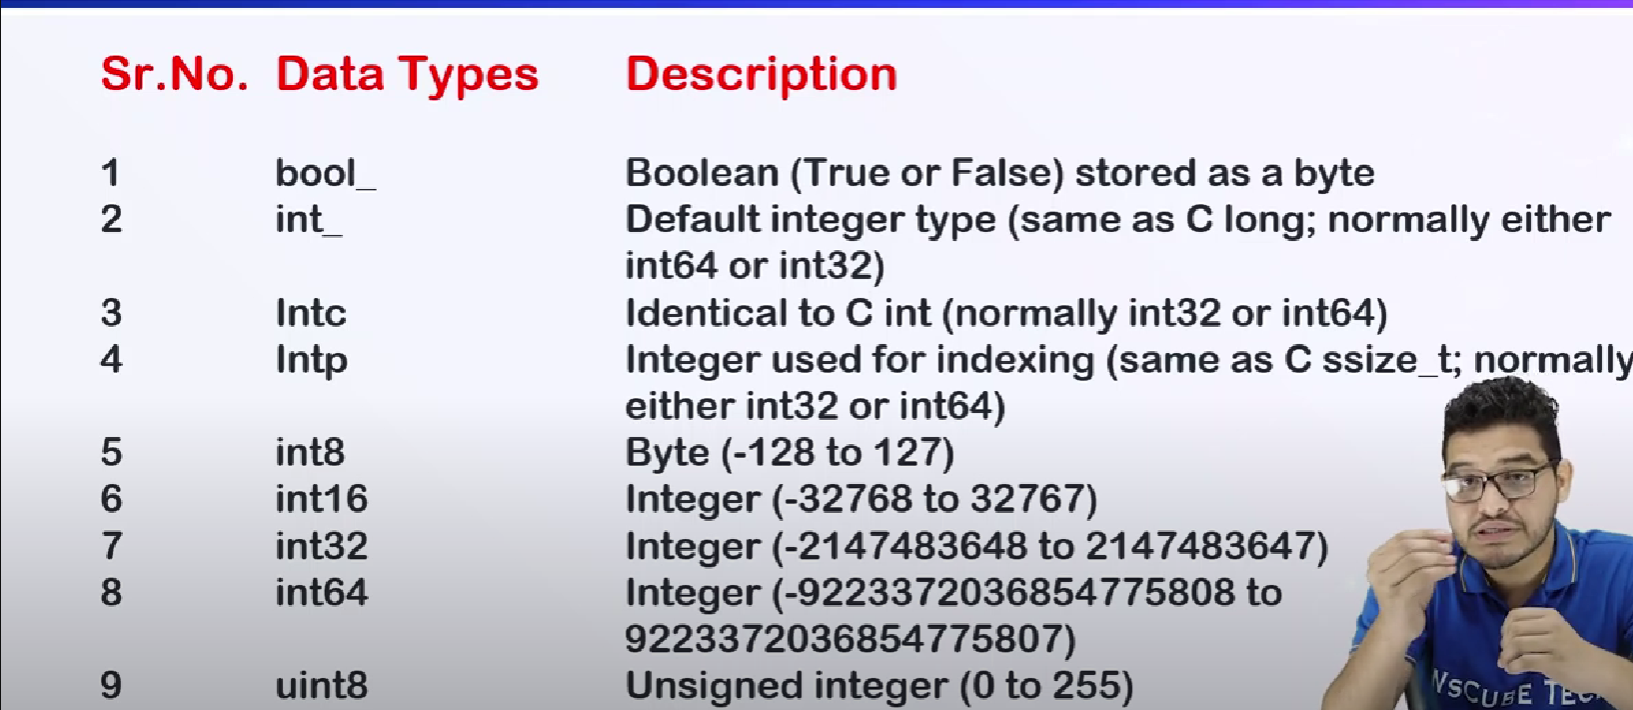 Sr.No. Data Types Description
1 bool_ Boolean (True or False) stored as a byte
2 int_ Default integer type (same as C long; normally either
int64 or int32)
3 Intc Identical to C int (normally int32 or int64)
4 Intp Integer used for indexing (same as C ssize_t; normally
either int32 or int64)
5 int8 Byte (-128 to 127)
6 int16 Integer (-32768 to 32767)
7 int32 Integer (-2147483648 to 2147483647)
8 int64 Integer (-9223372036854775808 to
9223372036854775807)
9 uint8 Unsigned integer (0 to 255)